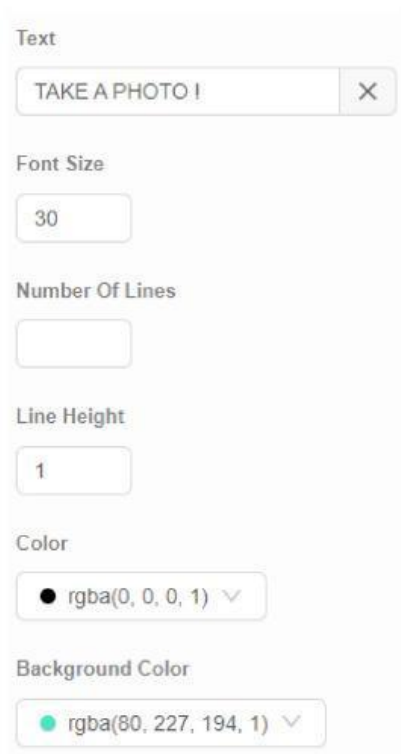 Text
TAKE A PHOTO !
Font Size
30
Number Of Lines
Line Height
1
Color
rgba(0, 0, 0, 1)
Background Color
rgba(80, 227, 194, 1)